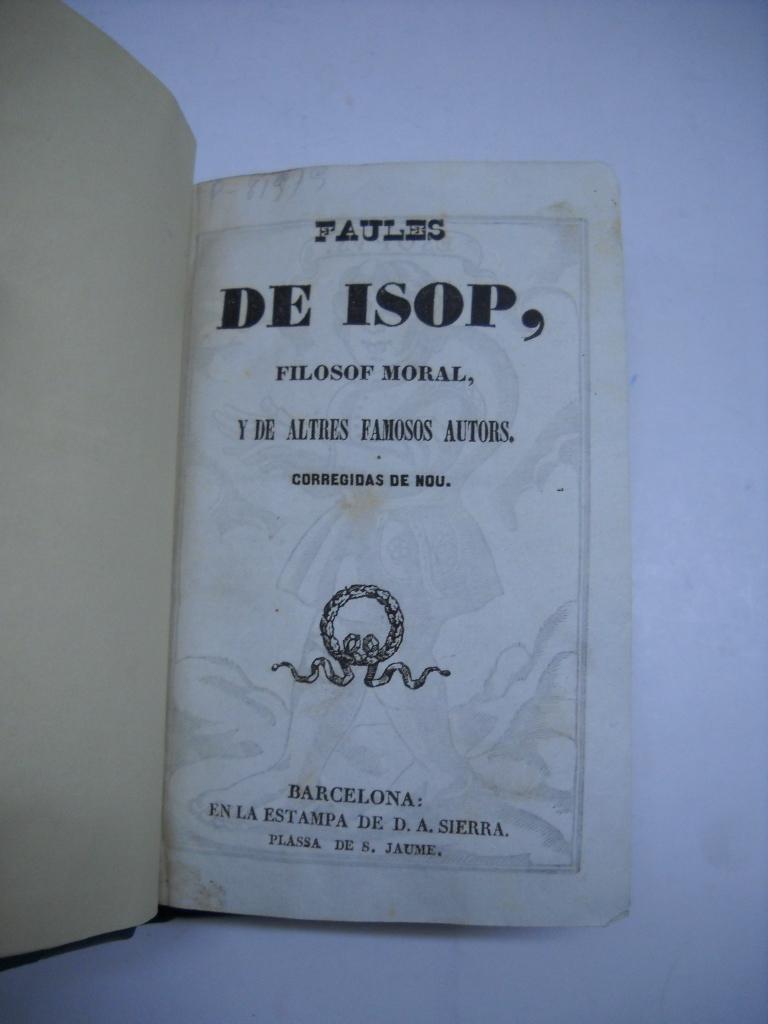 FAULES
DE ISOP,
FILOSOF MORAL,
Y DE ALTRES FAMOSOS AUTORS.
CORREGIDAS DE NOU.
BARCELONA:
EN LA ESTAMPA DE D. A. SIERRA.
PLASSA DE S. JAUME.